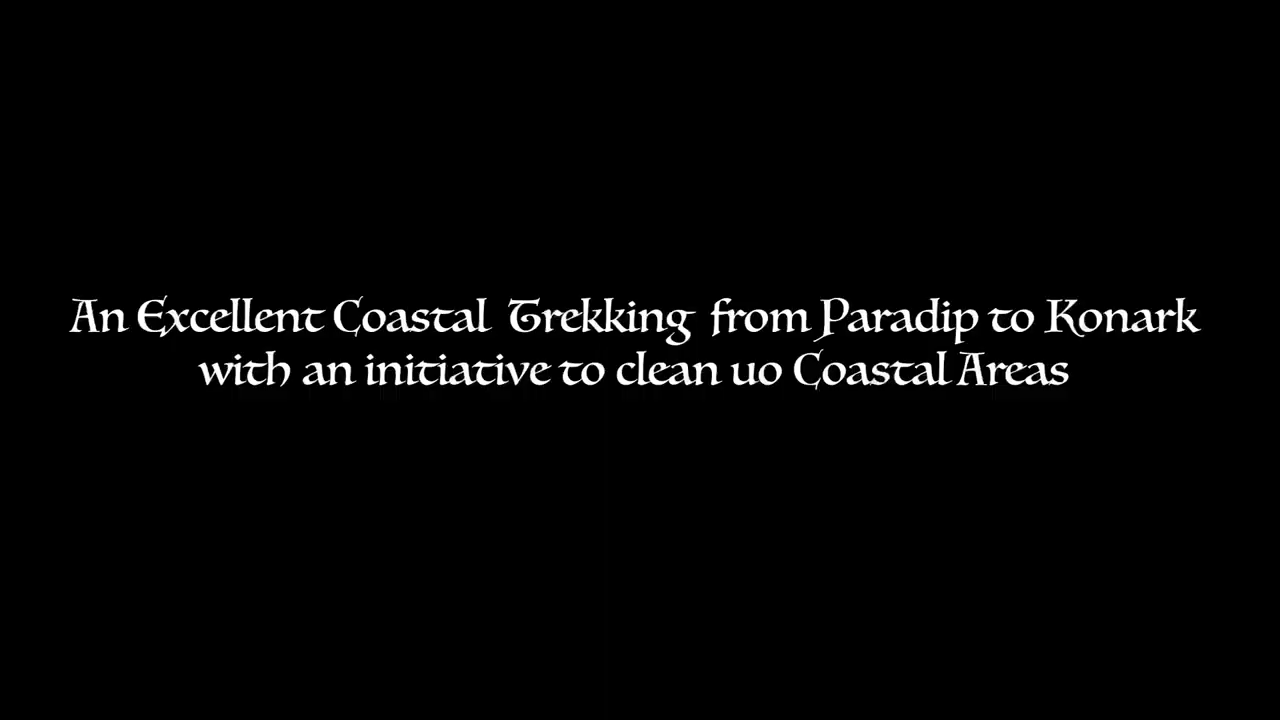 An Excellent Coastal Trekking from Paradip to Konark
with an initiative to clean uo Coastal Areas